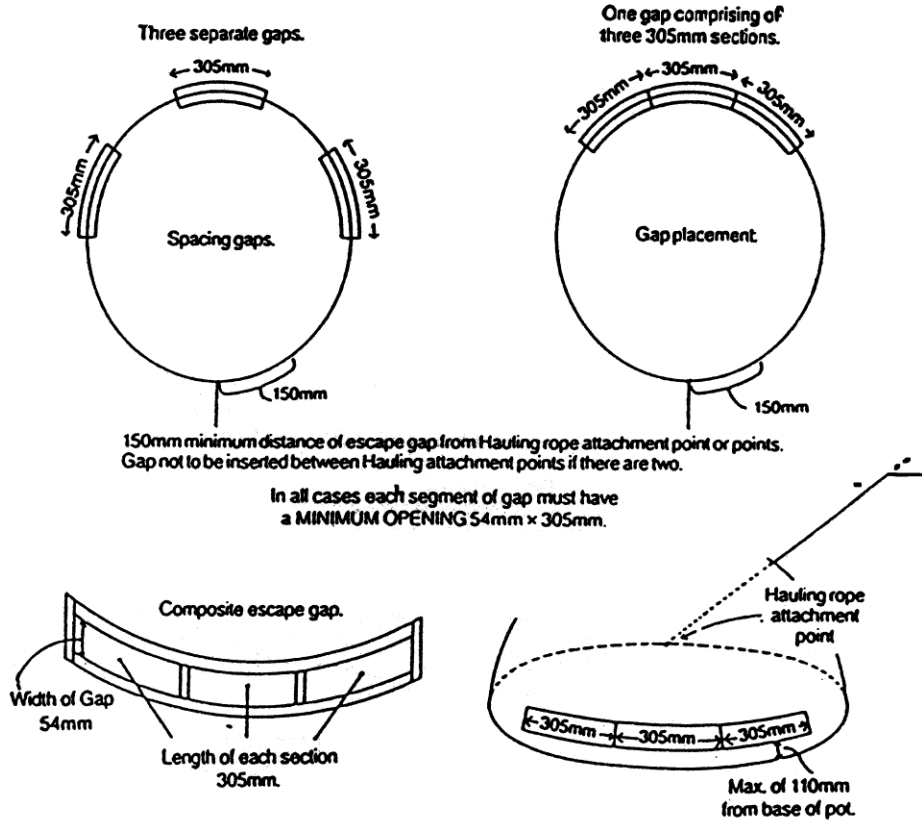 Three separate gaps.
305mm
305mm
305mm
Spacing gaps.
150mm
One gap comprising of
three 305mm sections.
305mm
305mm
305mm
Gap placement.
150mm
150mm minimum distance of escape gap from Hauling rope attachment point or points.
Gap not to be inserted between Hauling attachment points if there are two.
In all cases each segment of gap must have
a MINIMUM OPENING 54mm × 305mm.
Composite escape gap.
Width of Gap
54mm
Length of each section
305mm.
Hauling rope
attachment
point
305mm
305mm
305mm
Max. of 110mm
from base of pot.